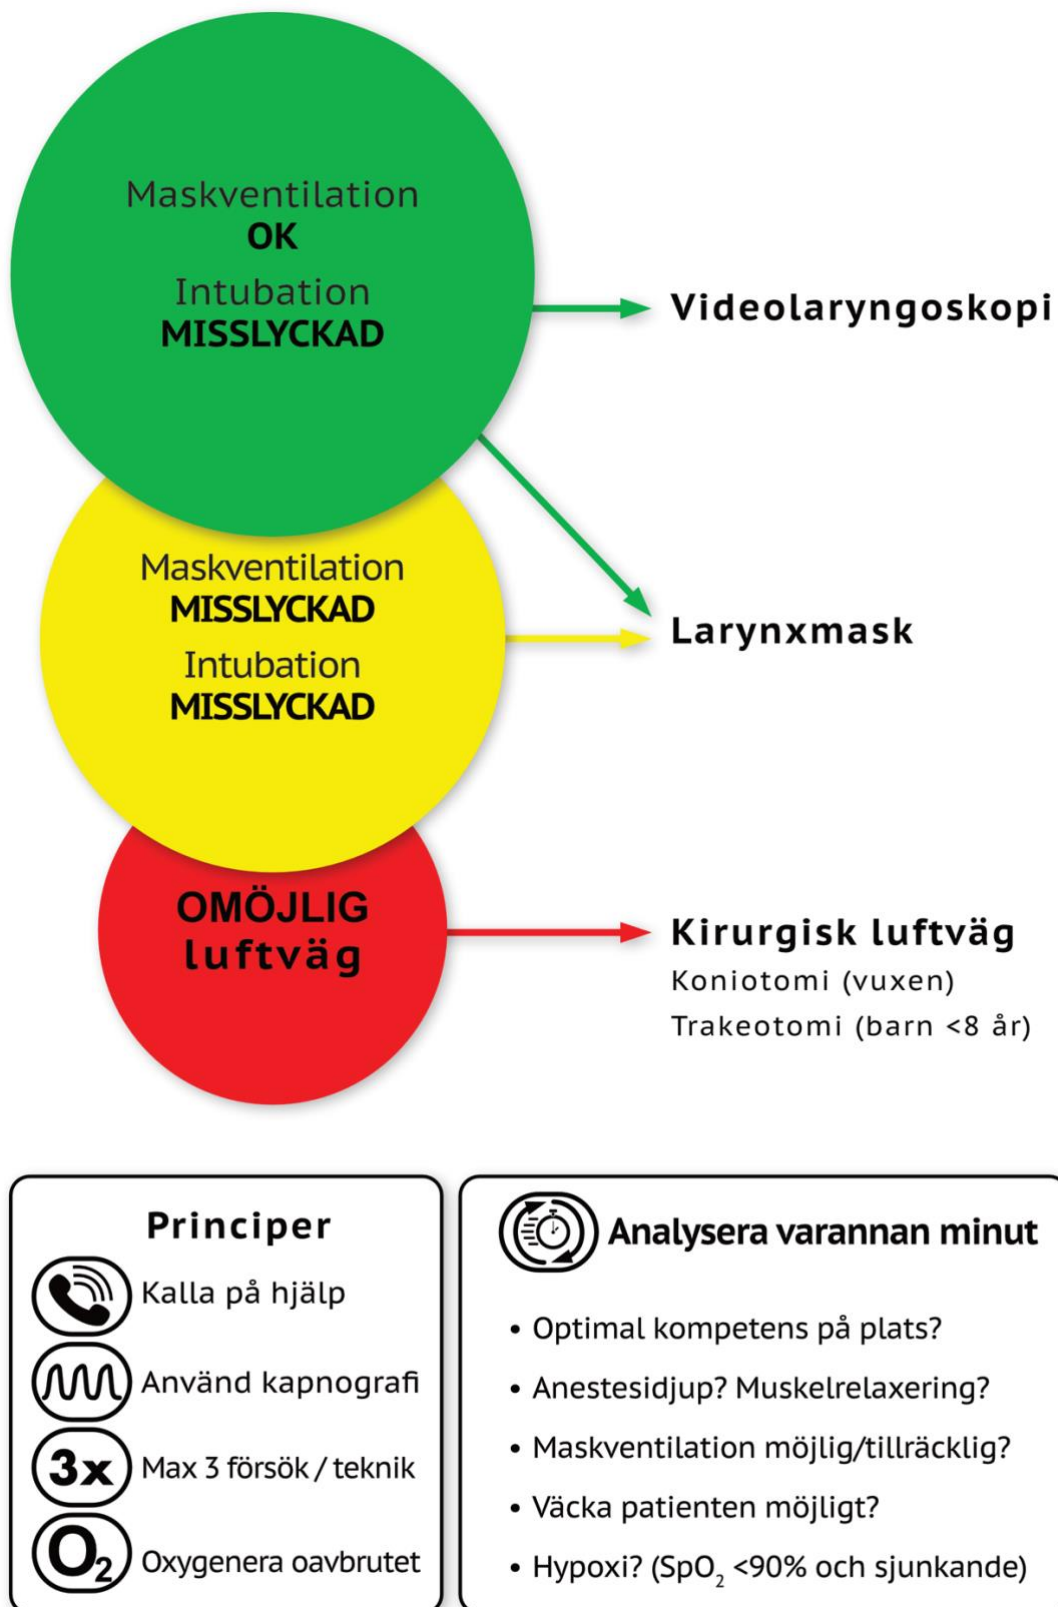 Maskventilation
OK
Intubation
MISSLYCKAD
Videolaryngoskopi
Maskventilation
MISSLYCKAD
Intubation
MISSLYCKAD
Larynxmask
OMÖJLIG
luftväg
Kirurgisk luftväg
Koniotomi (vuxen)
Trakeotomi (barn <8 år)
Principer
Kalla på hjälp
Använd kapnografi
3x Max 3 försök / teknik
O₂ Oxygenera oavbrutet
Analysera varannan minut
• Optimal kompetens på plats?
• Anestesidjup? Muskelrelaxering?
• Maskventilation möjlig/tillräcklig?
• Väcka patienten möjligt?
• Hypoxi? (SpO₂ <90% och sjunkande)